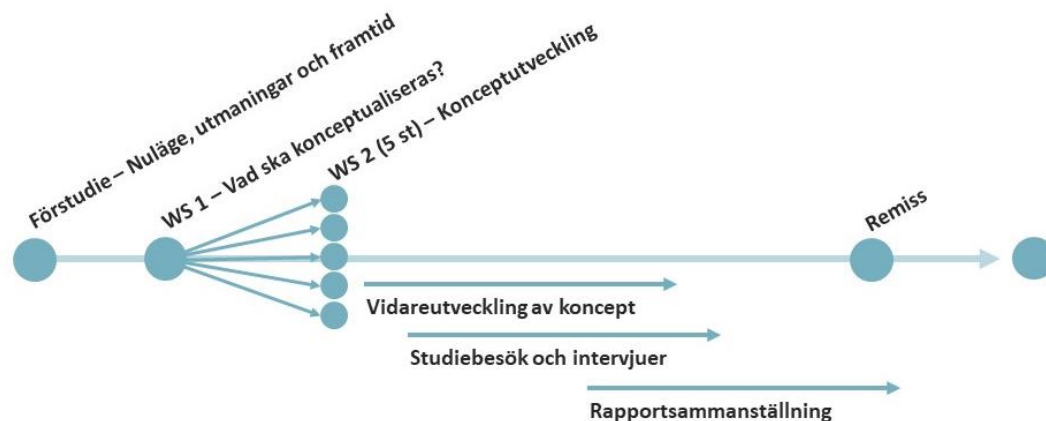 Förstudie – Nuläge, utmaningar och framtid
WS 1 – Vad ska konceptualiseras?
WS 2 (5 st) – Konceptutveckling
Remiss
Vidareutveckling av koncept
Studiebesök och intervjuer
Rapportsammanställning